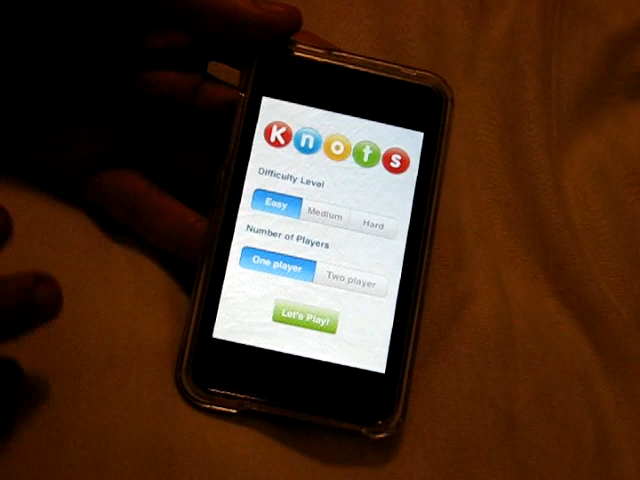 Knots
Difficulty Level
Easy Medium Hard
Number of Players
One player Two player
Let's Play!